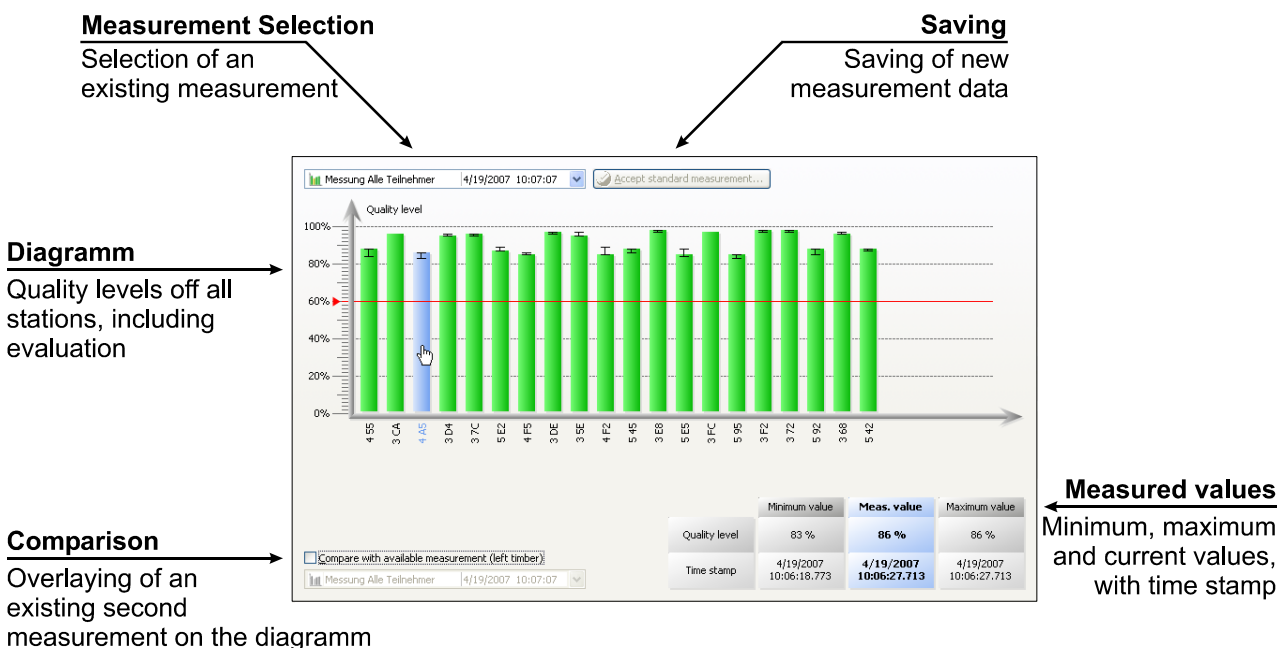 Measurement Selection
Selection of an
existing measurement
Saving
Saving of new
measurement data
Messung Alle Teilnehmer 4/19/2007 10:07:07
Accept standard measurement...
Quality level
100%
80%
60%
40%
20%
0%
4 55
3 CA
4 A5
3 D4
3 7C
5 E2
4 F5
3 DE
3 5E
4 F2
5 45
3 E8
5 E5
3 FC
5 95
3 F2
3 72
5 92
3 68
5 42
Diagramm
Quality levels off all
stations, including
evaluation
Comparison
Overlaying of an
existing second
measurement on the diagramm
Compare with available measurement (left timber)
Messung Alle Teilnehmer 4/19/2007 10:07:07
Minimum value Meas. value Maximum value
Quality level 83 % 86 % 86 %
Time stamp 4/19/2007 4/19/2007 4/19/2007
10:06:18.773 10:06:27.713 10:06:27.713
Measured values
Minimum, maximum
and current values,
with time stamp